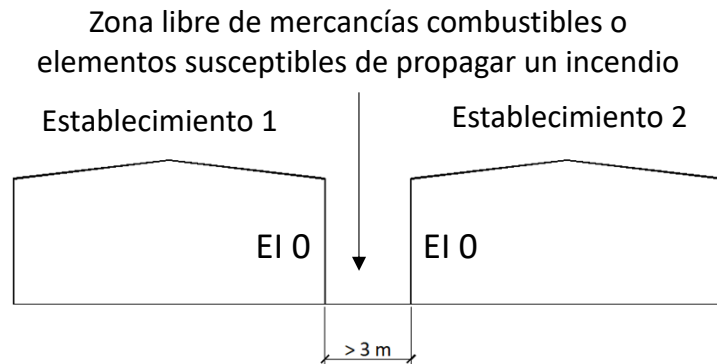 Zona libre de mercancías combustibles o
elementos susceptibles de propagar un incendio
Establecimiento 1
Establecimiento 2
EI 0
EI 0
> 3 m